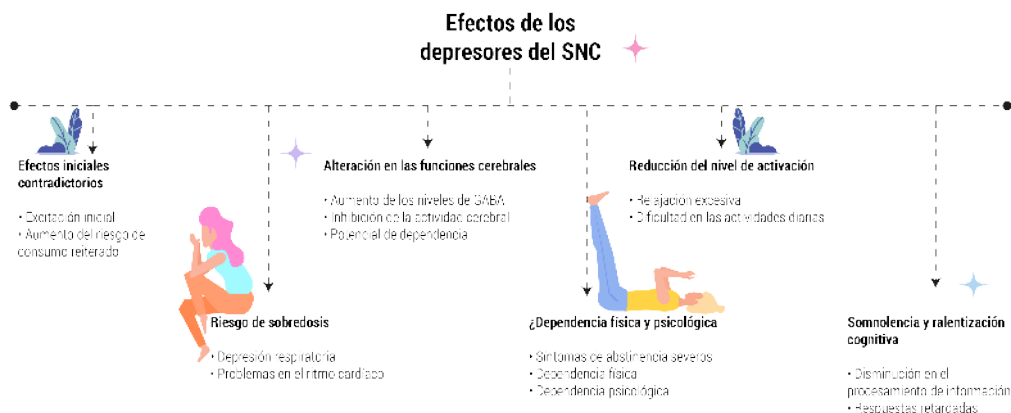 Efectos de los
depresores del SNC
Efectos iniciales
contradictorios
• Excitación inicial
• Aumento del riesgo de
consumo reiterado
Riesgo de sobredosis
• Depresión respiratoria
• Problemas en el ritmo cardíaco
Alteración en las funciones cerebrales
• Aumento de los niveles de GABA
• Inhibición de la actividad cerebral
• Potencial de dependencia
¿Dependencia física y psicológica
• Síntomas de abstinencia severos
• Dependencia física
• Dependencia psicológica
Reducción del nivel de activación
• Relajación excesiva
• Dificultad en las actividades diarias
Somnolencia y ralentización
cognitiva
• Disminución en el
procesamiento de información
• Respuestas retardadas